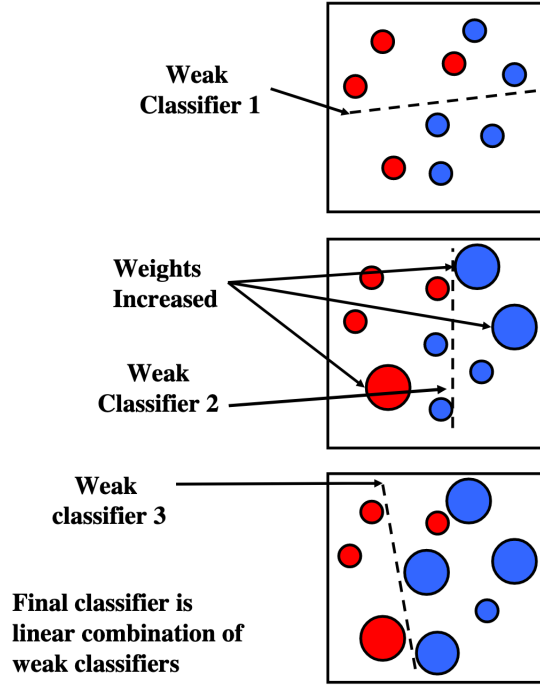 Weak
Classifier 1
Weights
Increased
Weak
Classifier 2
Weak
classifier 3
Final classifier is
linear combination of
weak classifiers